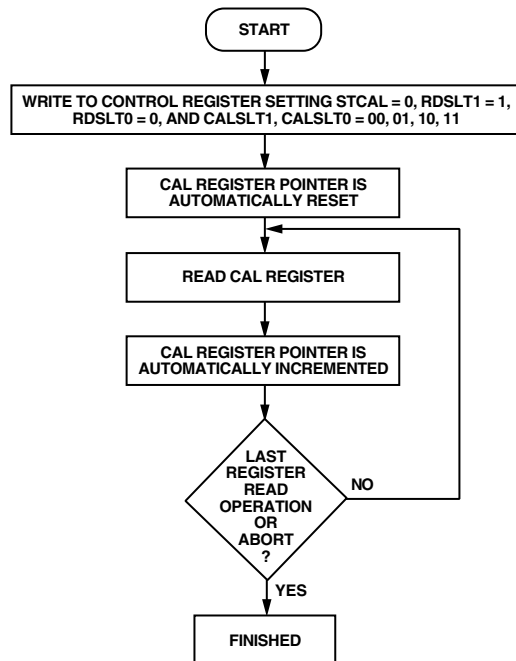 START
WRITE TO CONTROL REGISTER SETTING STCAL = 0, RDSLT1 = 1,
RDSLT0 = 0, AND CALSLT1, CALSLT0 = 00, 01, 10, 11
CAL REGISTER POINTER IS
AUTOMATICALLY RESET
READ CAL REGISTER
CAL REGISTER POINTER IS
AUTOMATICALLY INCREMENTED
LAST
REGISTER
READ
OPERATION
OR
ABORT
?
NO
YES
FINISHED